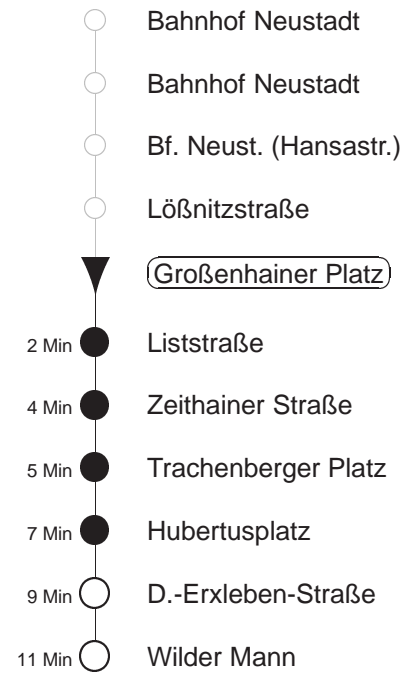 Bahnhof Neustadt
Bahnhof Neustadt
Bf. Neust. (Hansastr.)
Lößnitzstraße
Großenhainer Platz
2 Min Liststraße
4 Min Zeithainer Straße
5 Min Trachenberger Platz
7 Min Hubertusplatz
9 Min D.-Erxleben-Straße
11 Min Wilder Mann